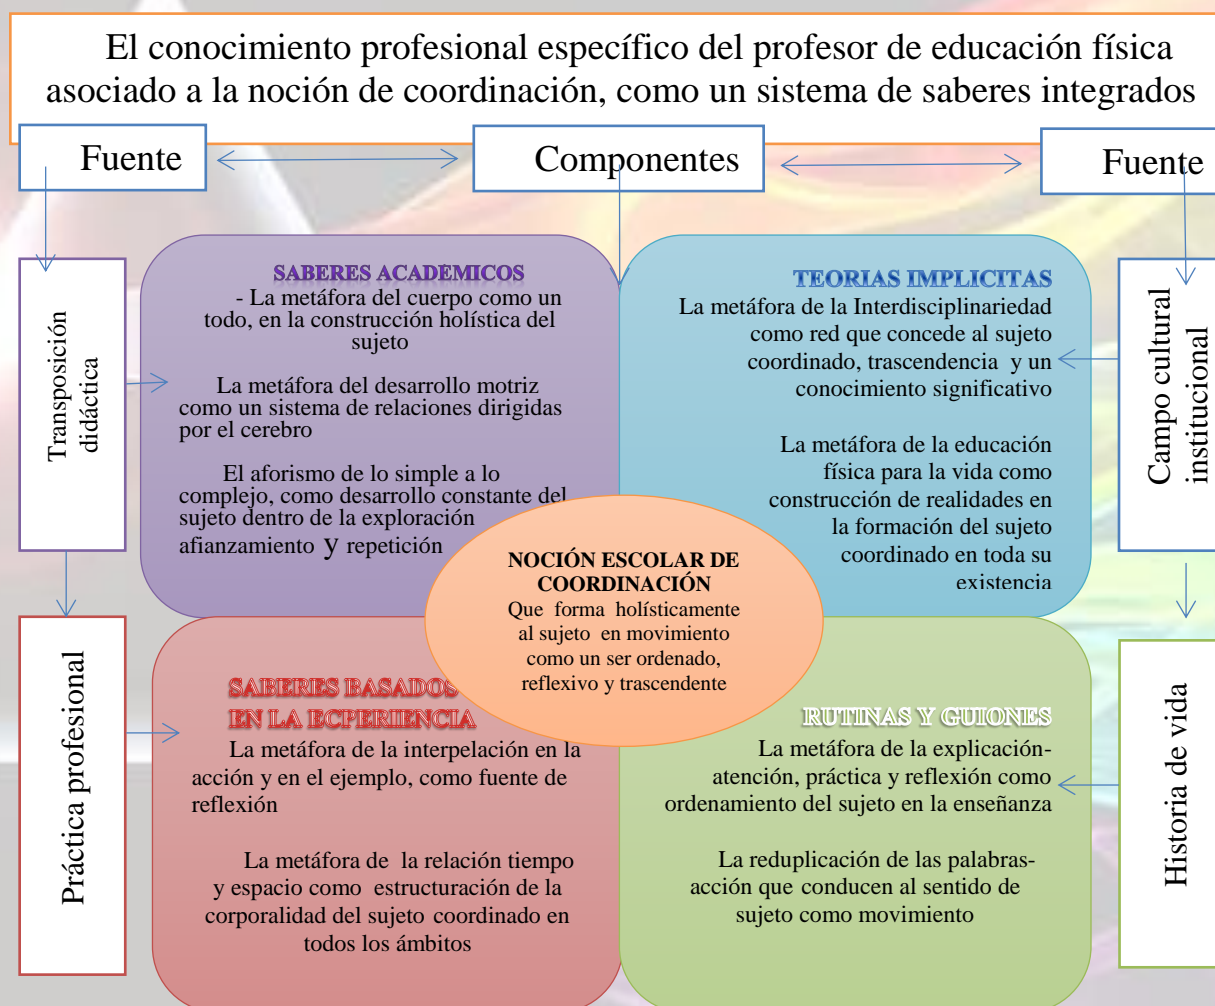 El conocimiento profesional específico del profesor de educación física
asociado a la noción de coordinación, como un sistema de saberes integrados
Fuente
Componentes
Fuente
Transposición
didáctica
SABERES ACADEMICOS
- La metáfora del cuerpo como un
todo, en la construcción holística del
sujeto
La metáfora del desarrollo motriz
como un sistema de relaciones dirigidas
por el cerebro
El aforismo de lo simple a lo
complejo, como desarrollo constante del
sujeto dentro de la exploración
afianzamiento y repetición
TEORIAS IMPLICITAS
La metáfora de la Interdisciplinariedad
como red que concede al sujeto
coordinado, trascendencia y un
conocimiento significativo
La metáfora de la educación
física para la vida como
construcción de realidades en
la formación del sujeto
coordinado en toda su
existencia
Campo cultural
institucional
NOCIÓN ESCOLAR DE
COORDINACIÓN
Que forma holísticamente
al sujeto en movimiento
como un ser ordenado,
reflexivo y trascendente
Práctica profesional
SABERES BASADOS
EN LA ECPERIENCIA
La metáfora de la interpelación en la
acción y en el ejemplo, como fuente de
reflexión
La metáfora de la relación tiempo
y espacio como estructuración de la
corporalidad del sujeto coordinado en
todos los ámbitos
RUTINAS Y GUIONES
La metáfora de la explicación-
atención, práctica y reflexión como
ordenamiento del sujeto en la enseñanza
La reduplicación de las palabras-
acción que conducen al sentido de
sujeto como movimiento
Historia de vida